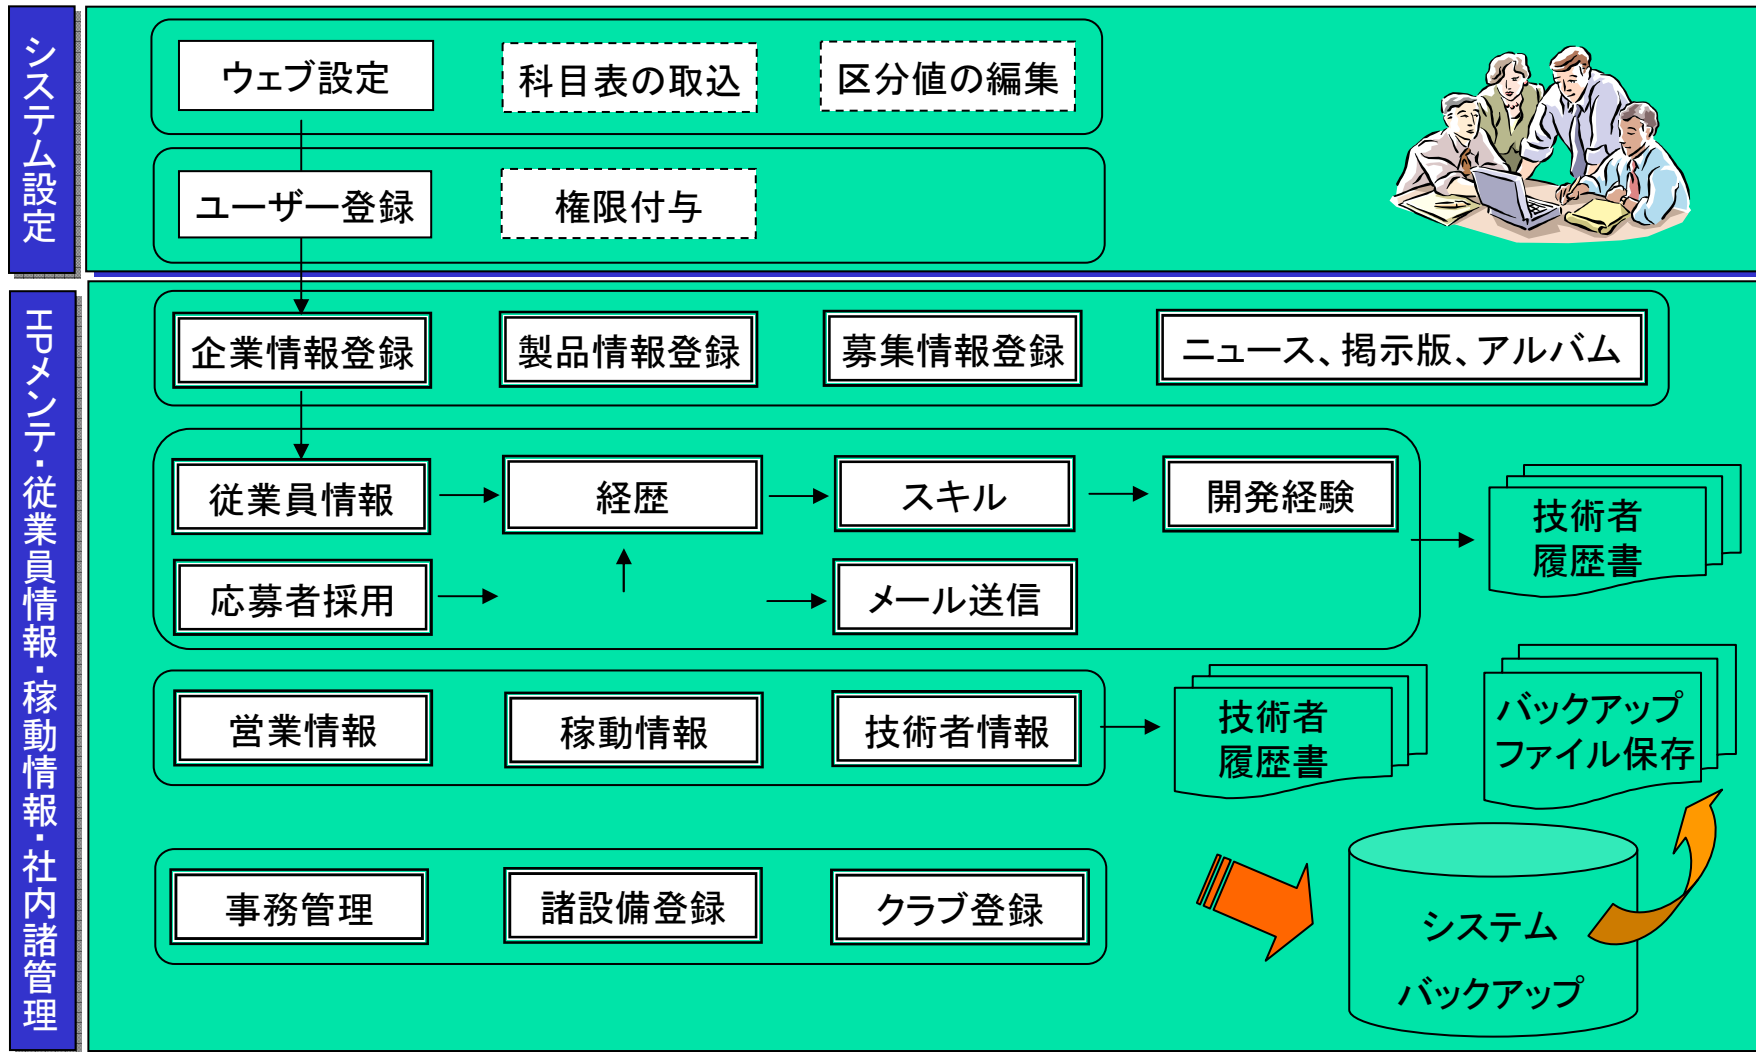 システム設定
ウェブ設定
科目表の取込
区分値の編集
ユーザー登録
権限付与
HPメンテ・従業員情報・稼動情報・社内諸管理
企業情報登録
製品情報登録
募集情報登録
ニュース、掲示版、アルバム
従業員情報
経歴
スキル
開発経験
技術者
履歴書
応募者採用
メール送信
営業情報
稼動情報
技術者情報
技術者
履歴書
バックアップ
ファイル保存
事務管理
諸設備登録
クラブ登録
システム
バックアップ